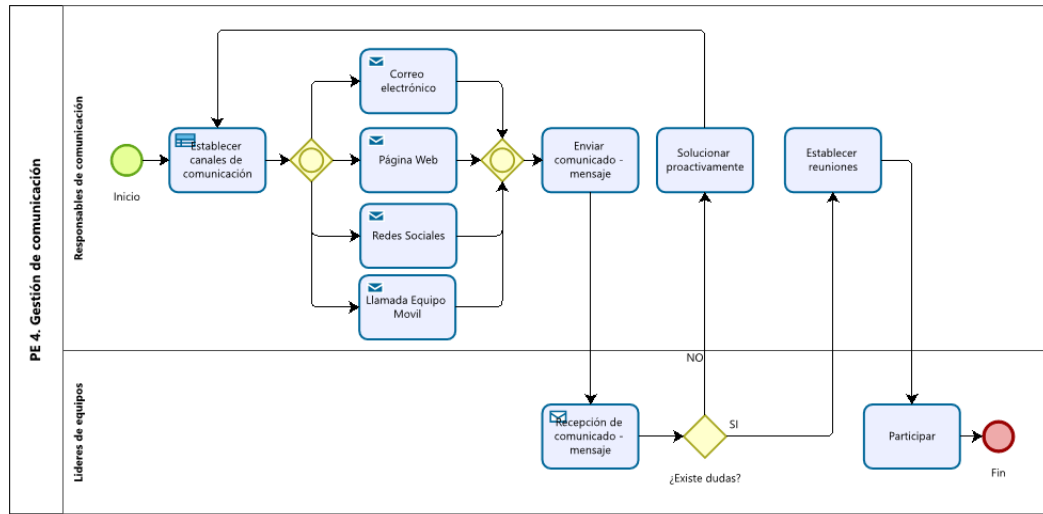 PE 4. Gestión de comunicación
Responsables de comunicación
Inicio
Establecer
canales de
comunicación
Correo
electrónico
Página Web
Redes Sociales
Llamada Equipo
Movil
Enviar
comunicado -
mensaje
Solucionar
proactivamente
Establecer
reuniones
Lideres de equipos
Recepción de
comunicado -
mensaje
NO
SI
¿Existe dudas?
Participar
Fin